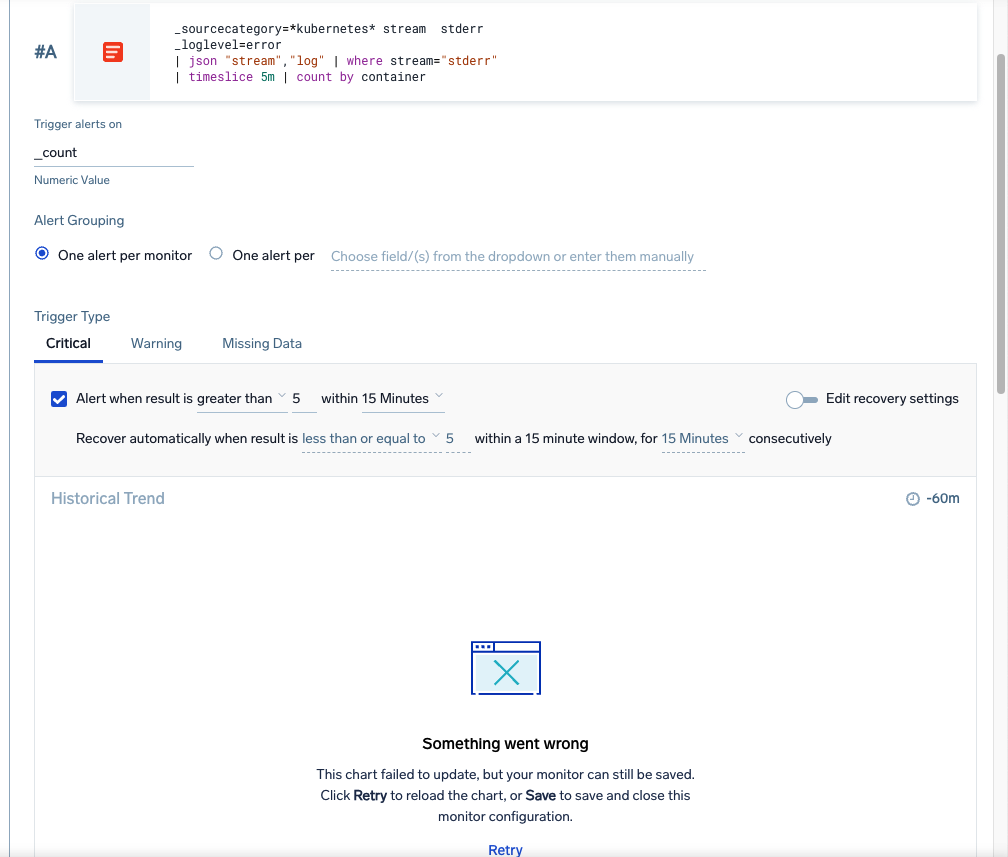 _sourcecategory=*kubernetes* stream  stderr
#A
_loglevel=error
| json "stream","log" | where stream="stderr"
| timeslice 5m | count by container
Trigger alerts on
_count
Numeric Value
Alert Grouping
One alert per monitor One alert per Choose field/(s) from the dropdown or enter them manually
Trigger Type
Critical Warning Missing Data
Alert when result is greater than 5 within 15 Minutes Edit recovery settings
Recover automatically when result is less than or equal to 5 within a 15 minute window, for 15 Minutes consecutively
Historical Trend -60m
Something went wrong
This chart failed to update, but your monitor can still be saved.
Click Retry to reload the chart, or Save to save and close this
monitor configuration.
Retry